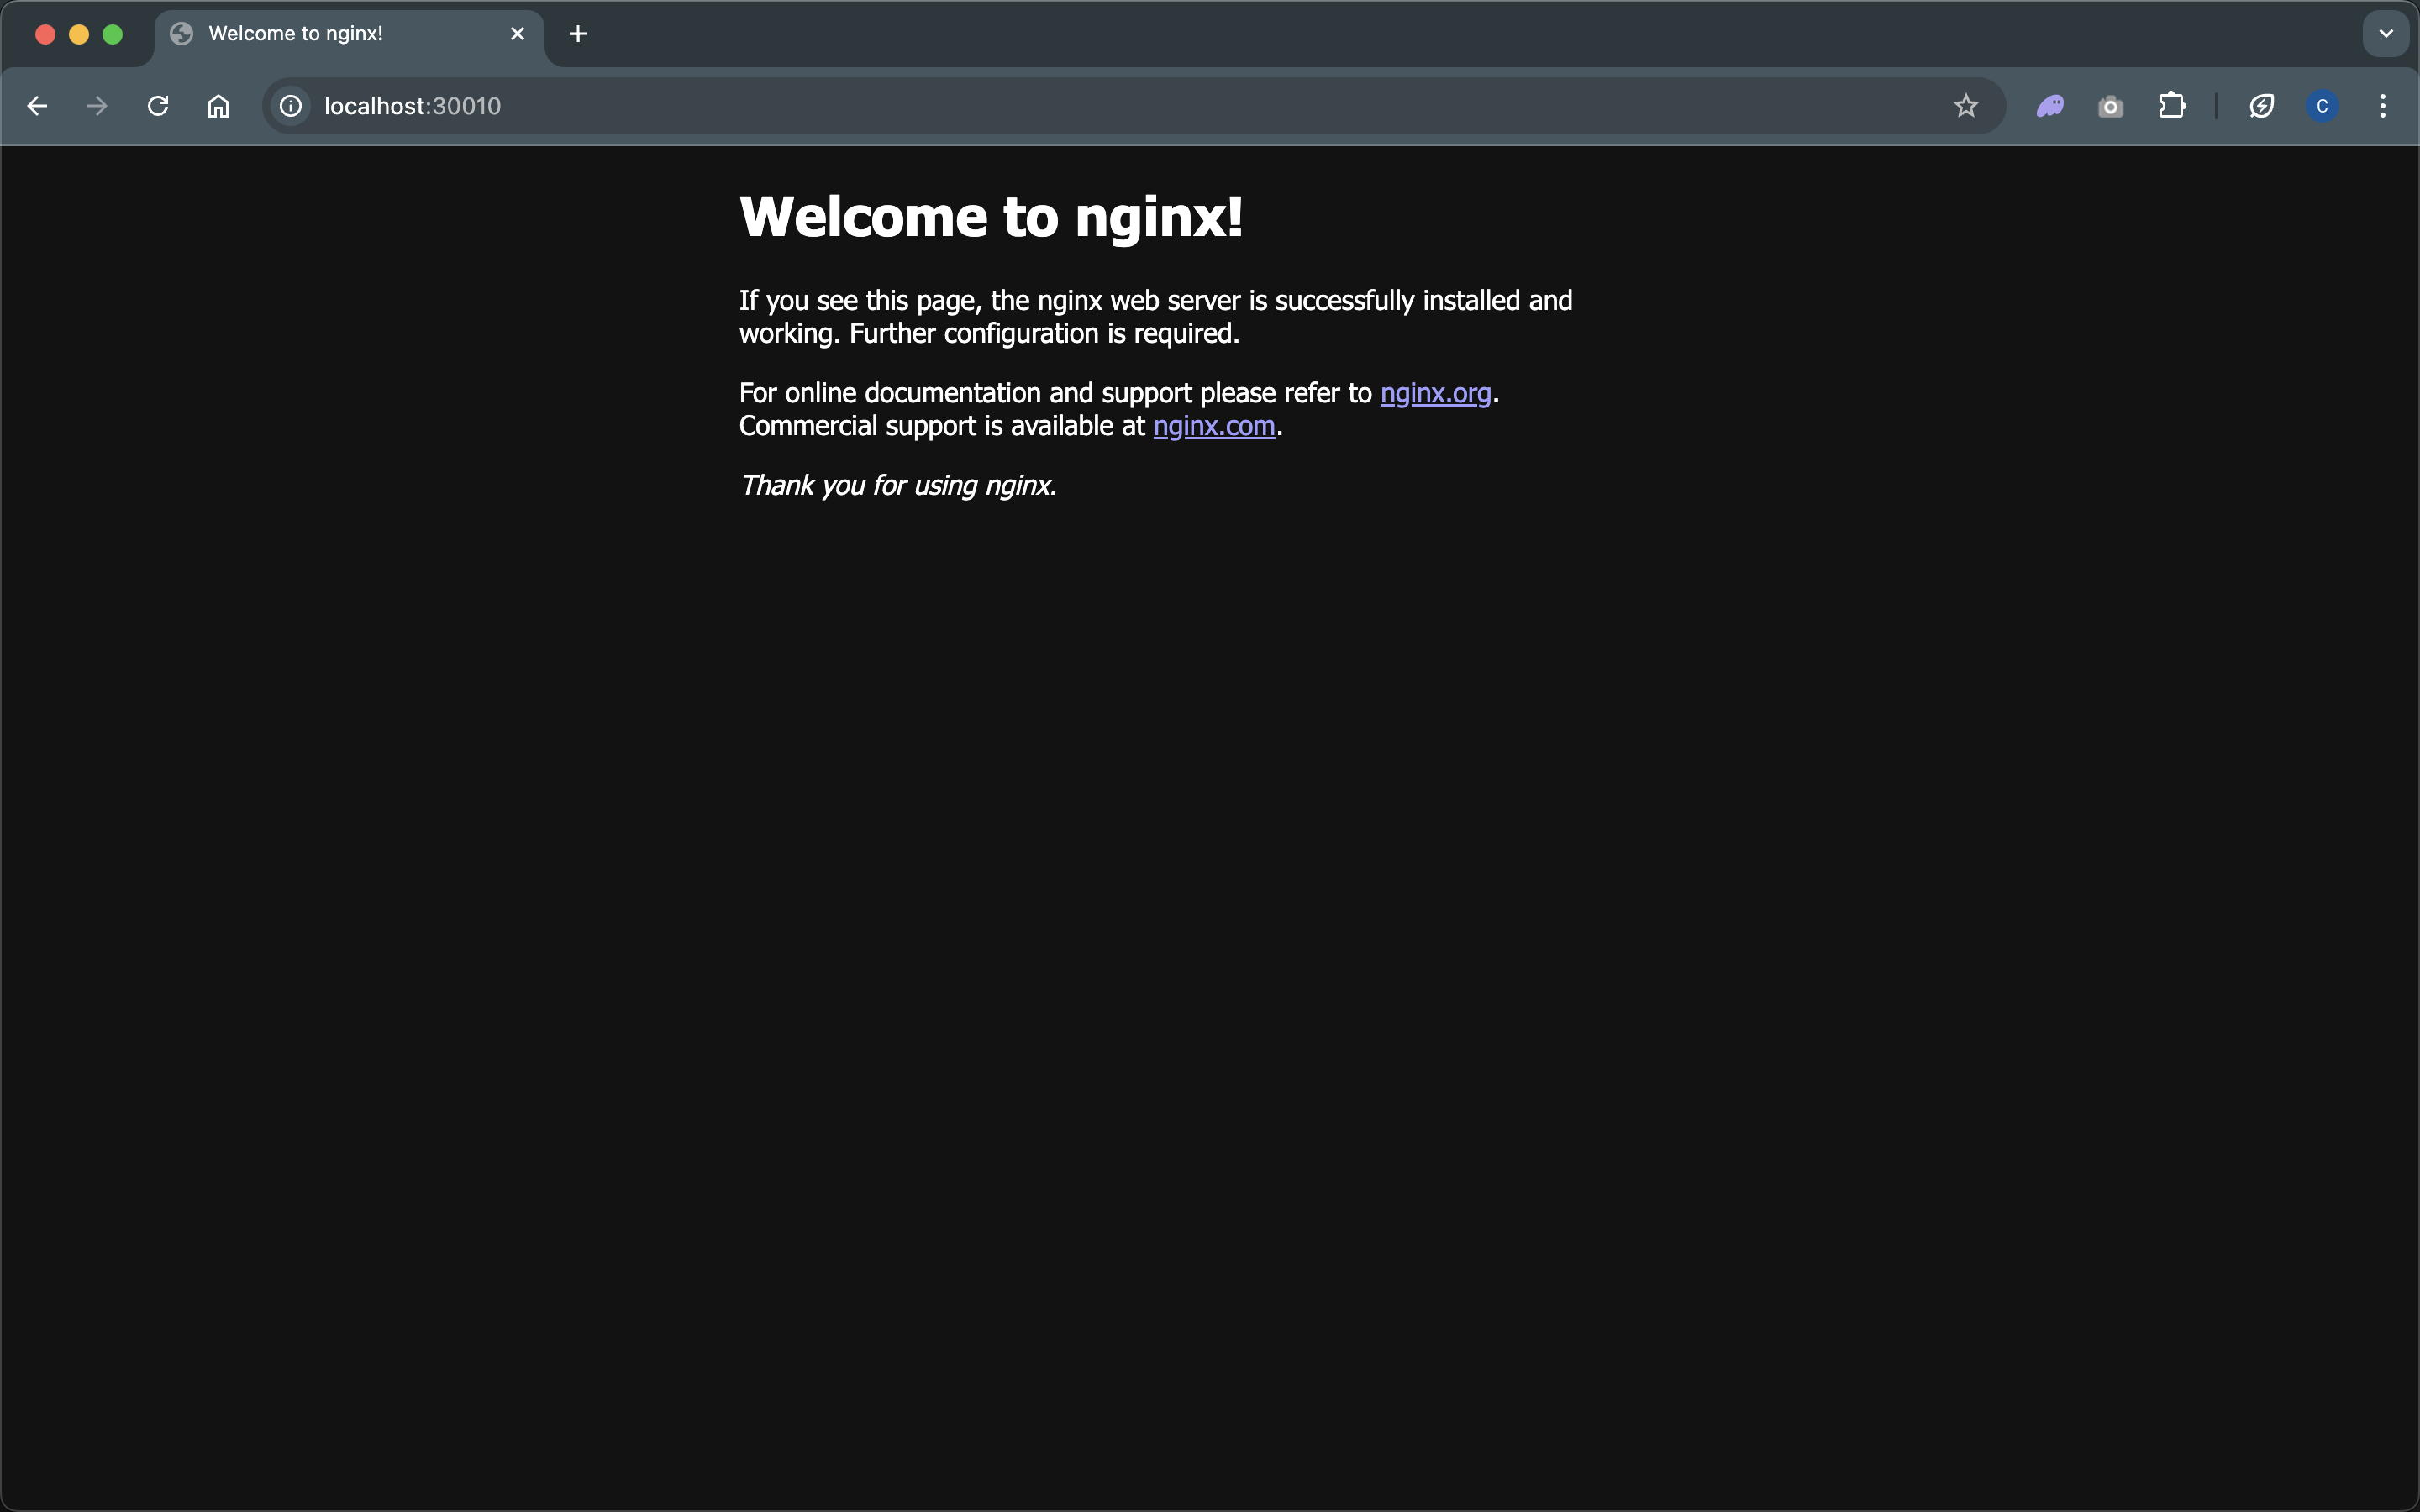 Welcome to nginx!
localhost:30010
C
Welcome to nginx!
If you see this page, the nginx web server is successfully installed and
working. Further configuration is required.
For online documentation and support please refer to nginx.org.
Commercial support is available at nginx.com.
Thank you for using nginx.